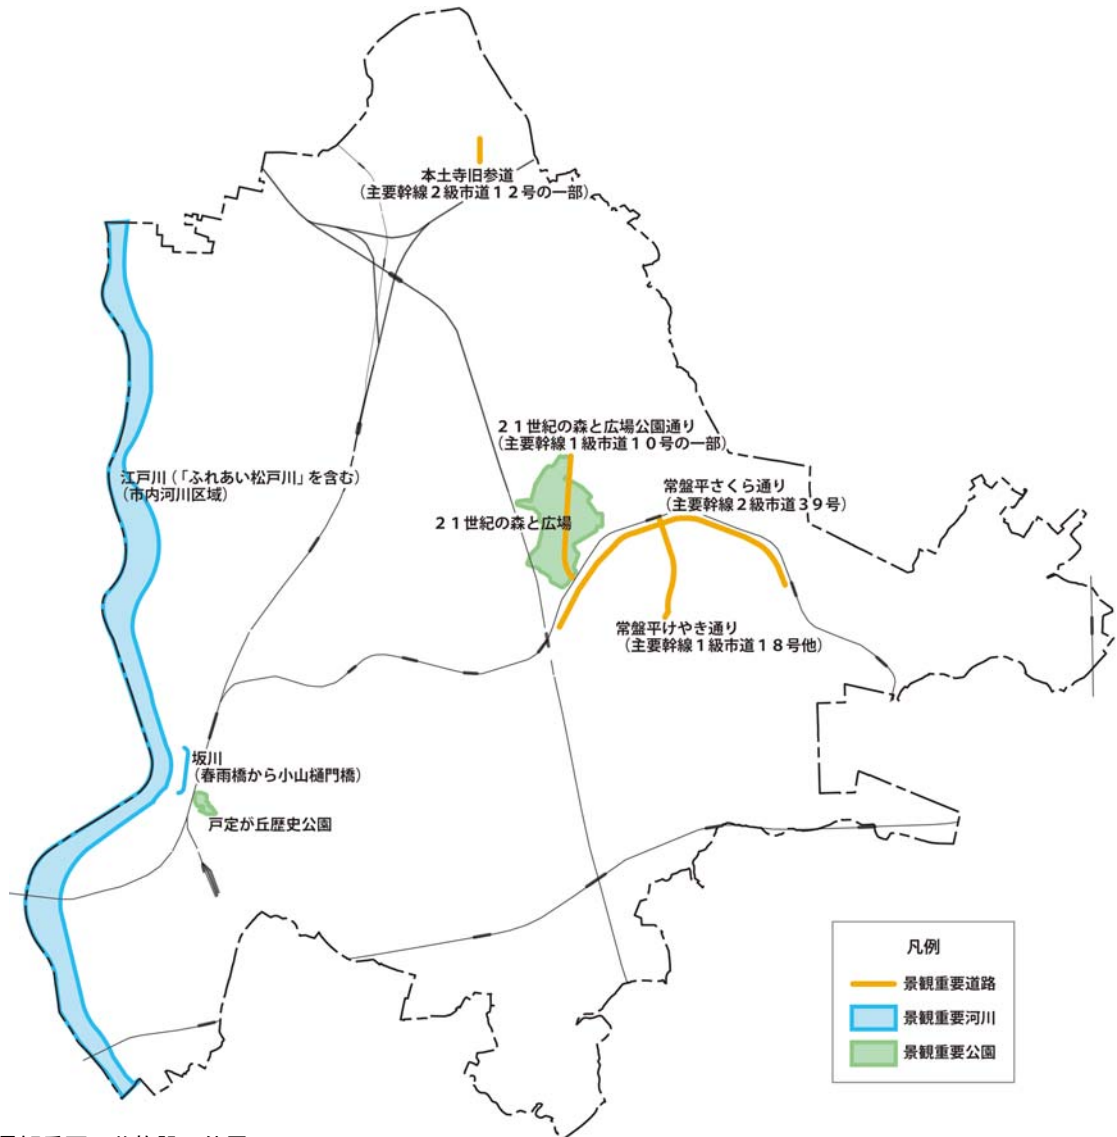 本土寺旧参道
（主要幹線２級市道１２号の一部）
２１世紀の森と広場公園通り
（主要幹線１級市道１０号の一部）
江戸川（「ふれあい松戸川」を含む）
（市内河川区域）
常盤平さくら通り
（主要幹線２級市道３９号）
２１世紀の森と広場
常盤平けやき通り
（主要幹線１級市道１８号他）
坂川
（春雨橋から小山樋門橋）
戸定が丘歴史公園
凡例
景観重要道路
景観重要河川
景観重要公園